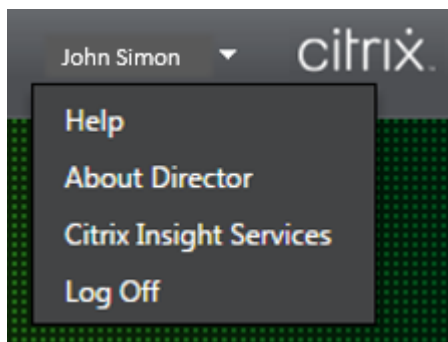 John Simon
citrix
Help
About Director
Citrix Insight Services
Log Off